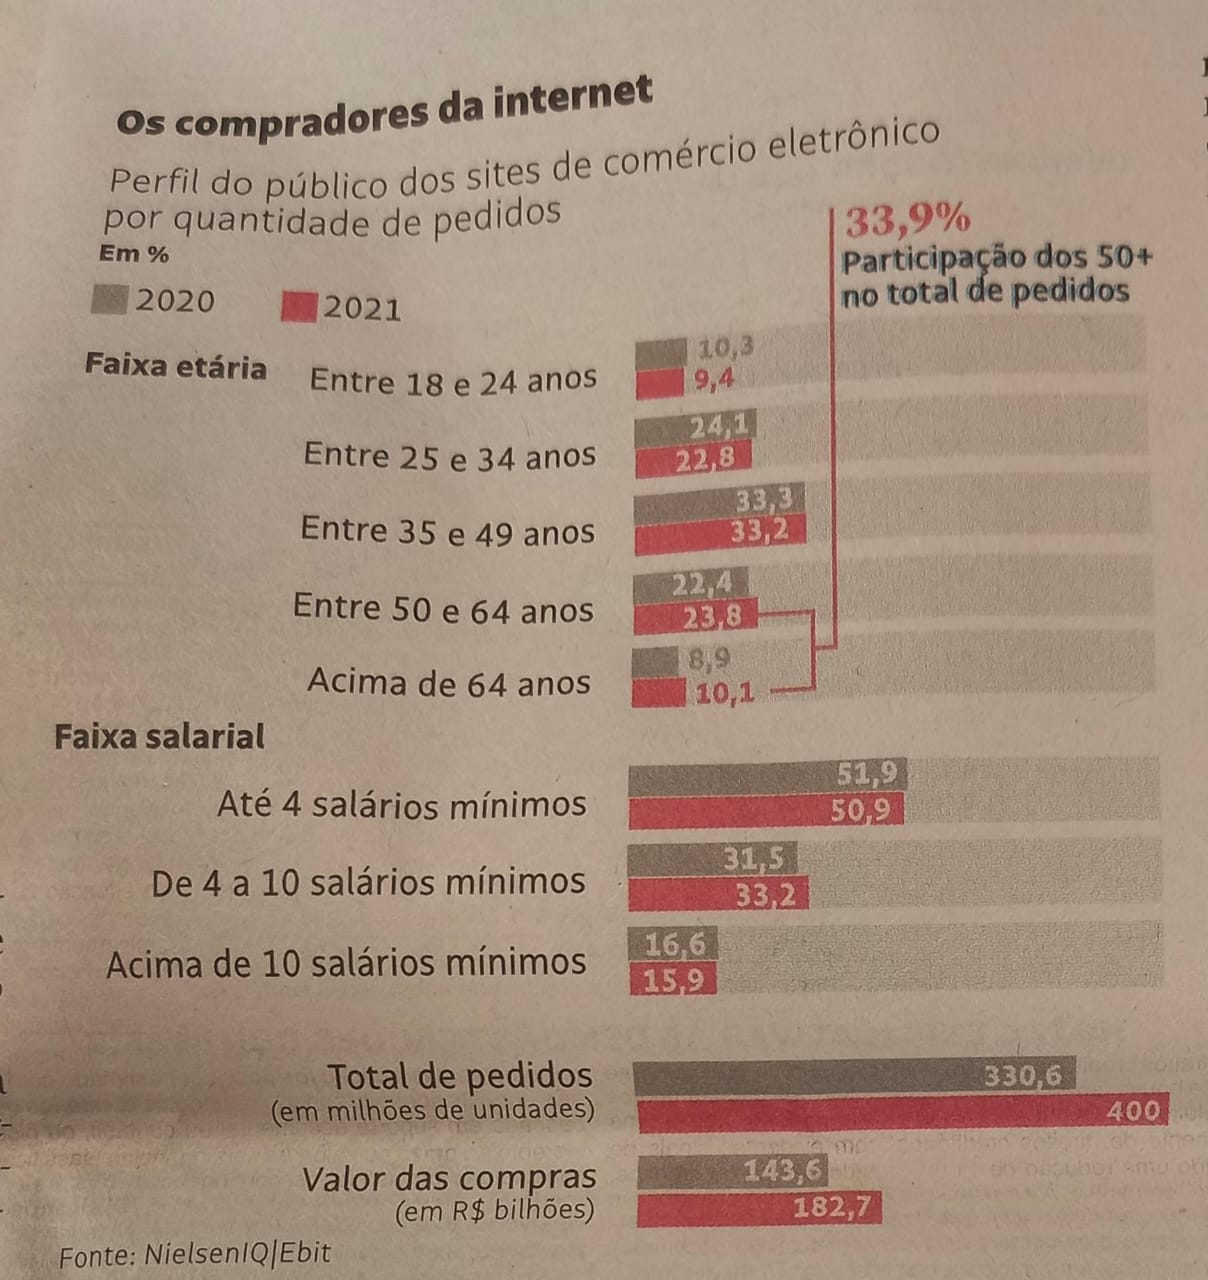 Os compradores da internet
Perfil do público dos sites de comércio eletrônico
por quantidade de pedidos
Em %
2020 2021
33,9%
Participação dos 50+
no total de pedidos
Faixa etária
Entre 18 e 24 anos
10,3
9,4
Entre 25 e 34 anos
24,1
22,8
Entre 35 e 49 anos
33,3
33,2
Entre 50 e 64 anos
22,4
23,8
Acima de 64 anos
8,9
10,1
Faixa salarial
Até 4 salários mínimos
51,9
50,9
De 4 a 10 salários mínimos
31,5
33,2
Acima de 10 salários mínimos
16,6
15,9
Total de pedidos
(em milhões de unidades)
330,6
400
Valor das compras
(em R$ bilhões)
143,6
182,7
Fonte: NielsenIQ|Ebit